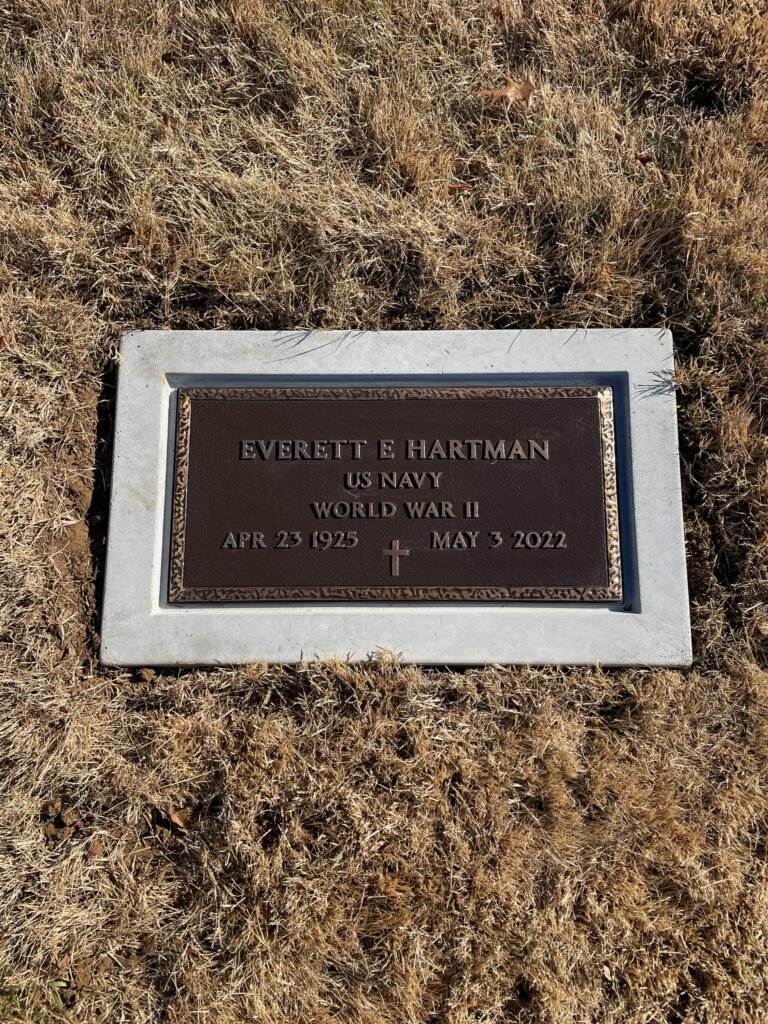 EVERETT E HARTMAN
US NAVY
WORLD WAR II
APR 23 1925 MAY 3 2022